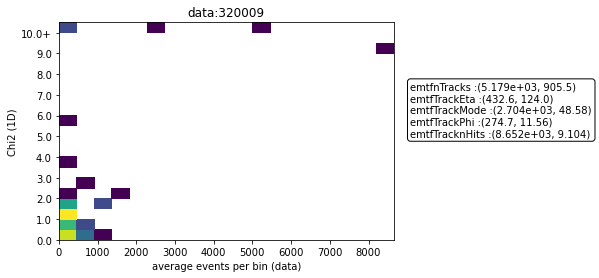 data:320009
Chi2 (1D)
10.0+
9.0
8.0
7.0
6.0
5.0
4.0
3.0
2.0
1.0
0.0
0 1000 2000 3000 4000 5000 6000 7000 8000
average events per bin (data)
emtfnTracks :(5.179e+03, 905.5)
emtfTrackEta :(432.6, 124.0)
emtfTrackMode :(2.704e+03, 48.58)
emtfTrackPhi :(274.7, 11.56)
emtfTracknHits :(8.652e+03, 9.104)